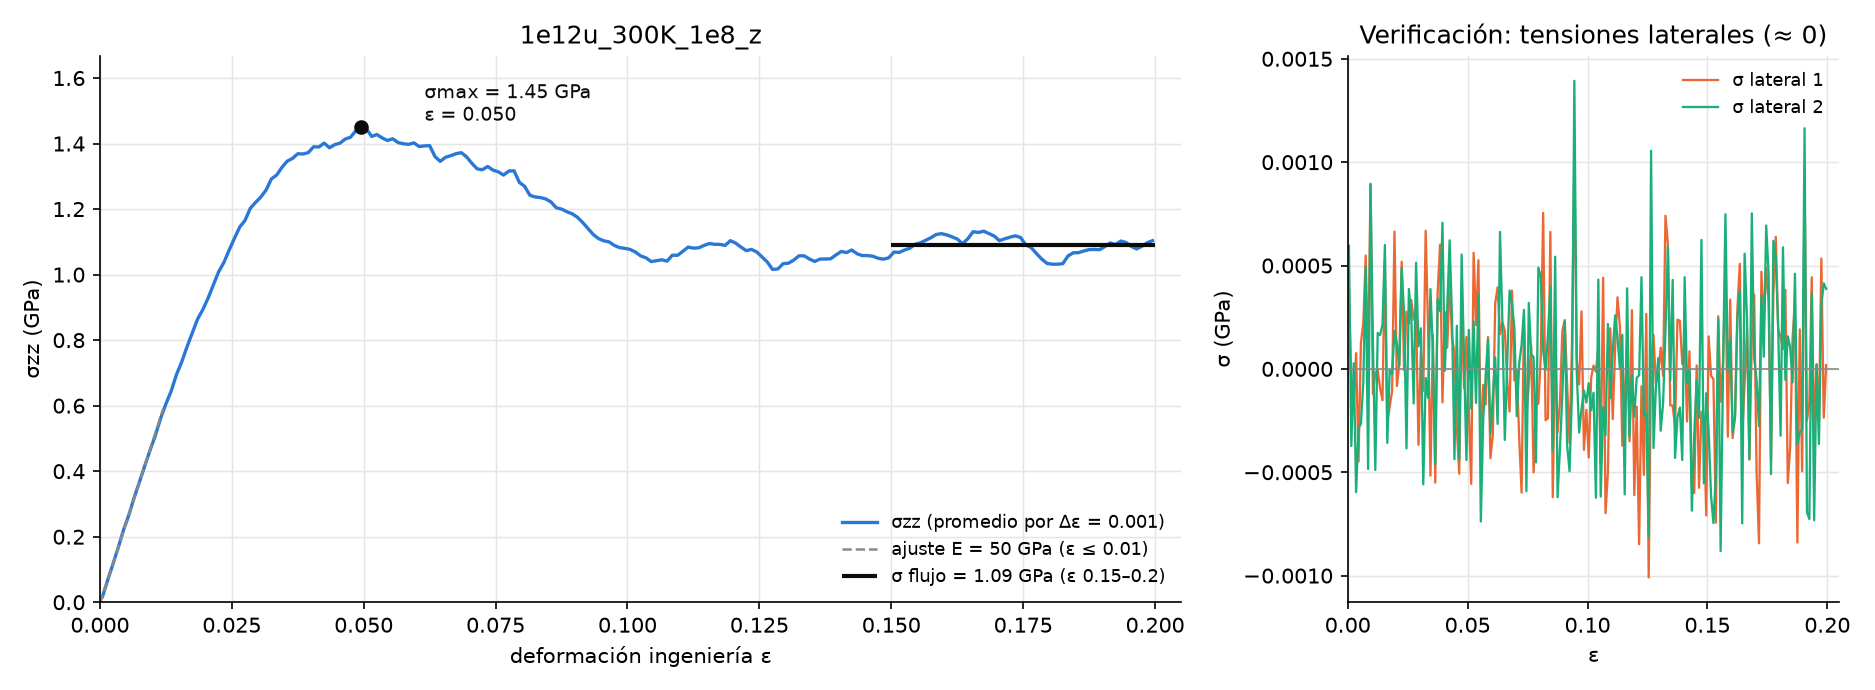 1e12u_300K_1e8_z
σzz (GPa)
1.6
1.4
1.2
1.0
0.8
0.6
0.4
0.2
0.0
σmax = 1.45 GPa
ε = 0.050
σzz (promedio por Δε = 0.001)
ajuste E = 50 GPa (ε ≤ 0.01)
σ flujo = 1.09 GPa (ε 0.15–0.2)
0.000 0.025 0.050 0.075 0.100 0.125 0.150 0.175 0.200
deformación ingeniería ε
Verificación: tensiones laterales (≈ 0)
σ (GPa)
0.0015
0.0010
0.0005
0.0000
−0.0005
−0.0010
σ lateral 1
σ lateral 2
0.00 0.05 0.10 0.15 0.20
ε